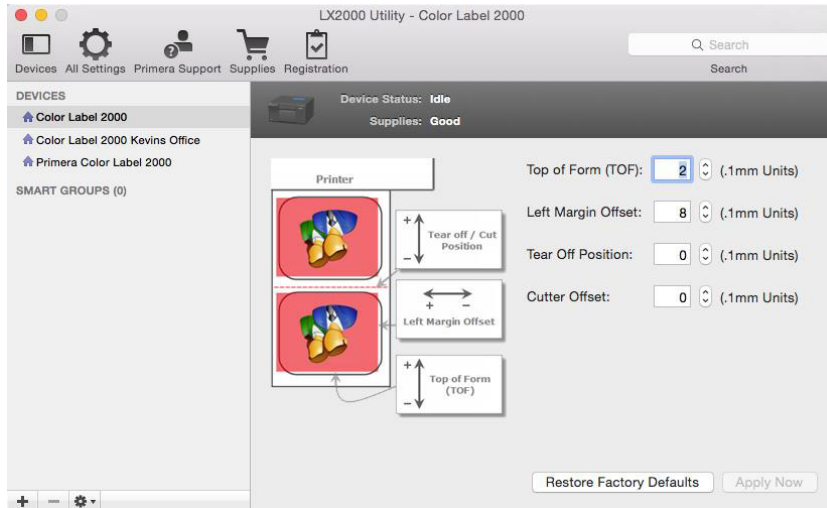 LX2000 Utility - Color Label 2000
Devices All Settings Primera Support Supplies Registration
Search
Search
DEVICES
Color Label 2000
Color Label 2000 Kevins Office
Primera Color Label 2000
SMART GROUPS (0)
Device Status: Idle
Supplies: Good
Printer
+
Tear off / Cut
Position
–
+ –
Left Margin Offset
+
Top of Form
(TOF)
–
Top of Form (TOF): 2 (.1mm Units)
Left Margin Offset: 8 (.1mm Units)
Tear Off Position: 0 (.1mm Units)
Cutter Offset: 0 (.1mm Units)
Restore Factory Defaults Apply Now